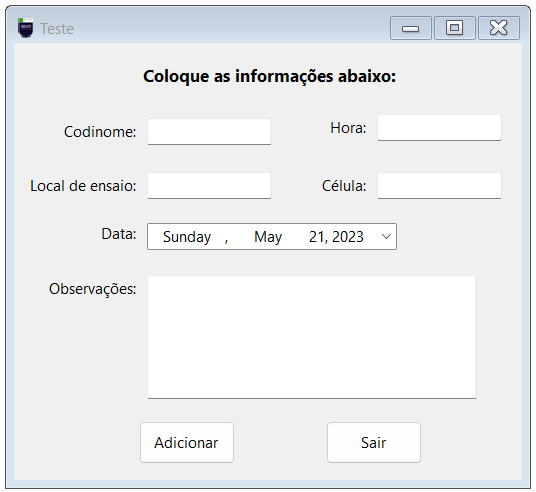 Teste
Coloque as informações abaixo:
Codinome: Hora:
Local de ensaio: Célula:
Data: Sunday , May 21, 2023
Observações:
Adicionar Sair